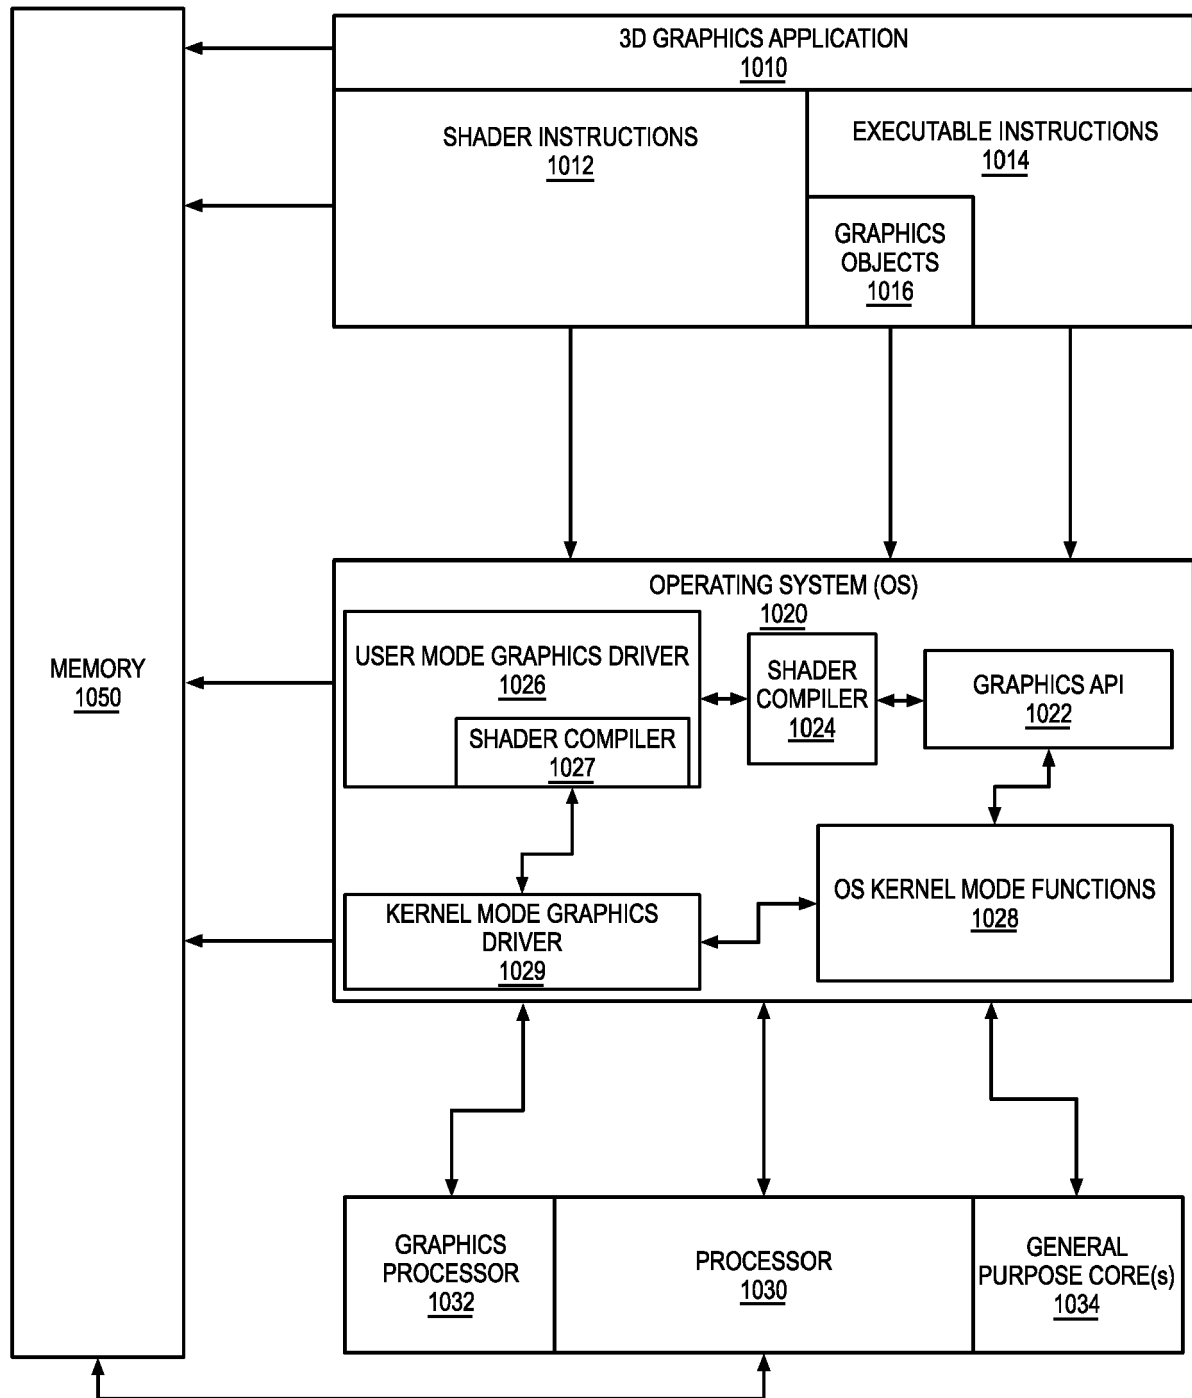 3D GRAPHICS APPLICATION
1010
SHADER INSTRUCTIONS
1012
EXECUTABLE INSTRUCTIONS
1014
GRAPHICS
OBJECTS
1016
MEMORY
1050
OPERATING SYSTEM (OS)
1020
USER MODE GRAPHICS DRIVER
1026
SHADER COMPILER
1027
SHADER
COMPILER
1024
GRAPHICS API
1022
KERNEL MODE GRAPHICS
DRIVER
1029
OS KERNEL MODE FUNCTIONS
1028
GRAPHICS
PROCESSOR
1032
PROCESSOR
1030
GENERAL
PURPOSE CORE(s)
1034